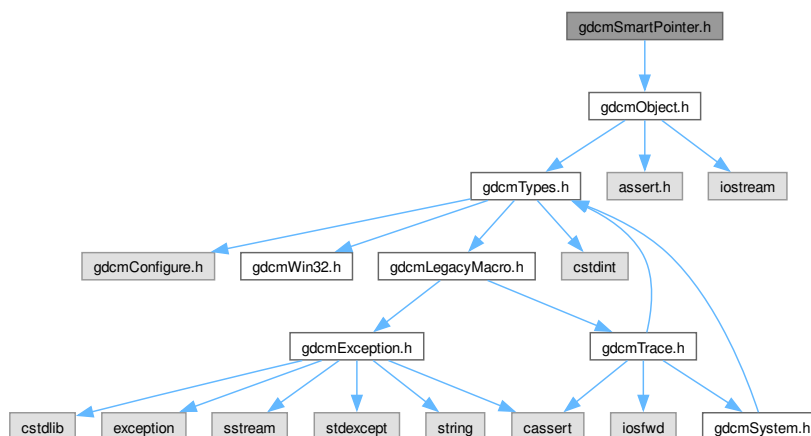 gdcmSmartPointer.h
gdcmObject.h
gdcmTypes.h
assert.h
iostream
gdcmConfigure.h
gdcmWin32.h
gdcmLegacyMacro.h
cstdint
gdcmException.h
gdcmTrace.h
cstdlib
exception
sstream
stdexcept
string
cassert
iosfwd
gdcmSystem.h